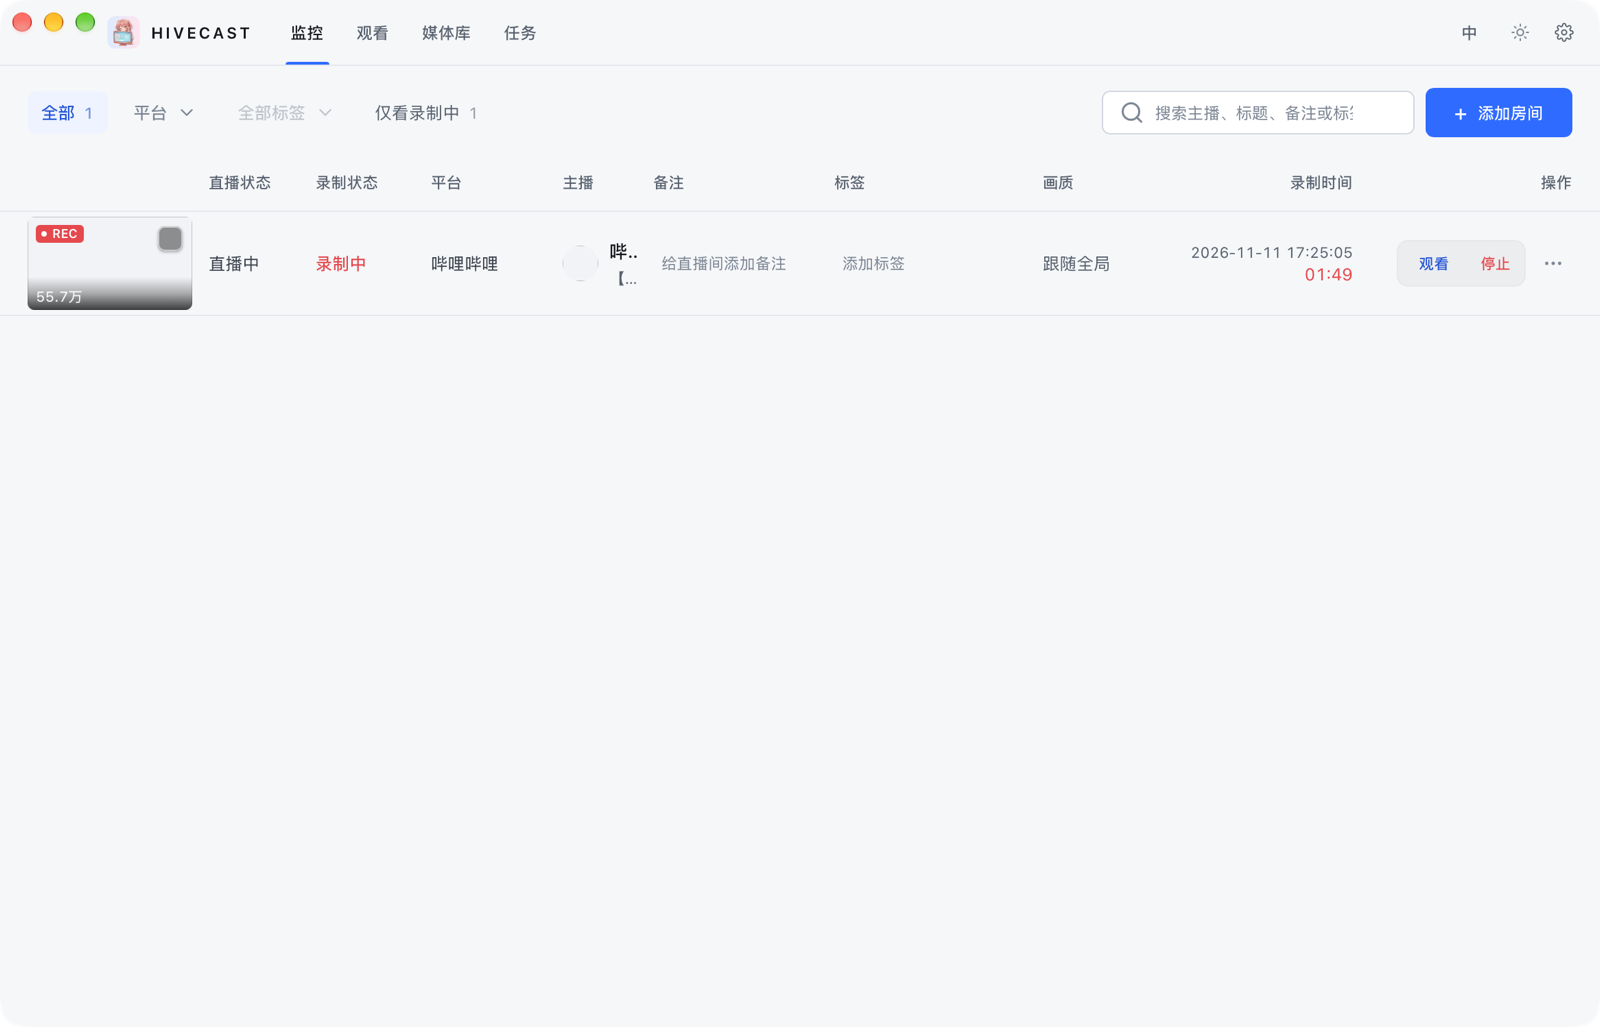 HIVECAST 监控 观看 媒体库 任务 中
全部 1 平台 全部标签 仅看录制中 1 搜索主播、标题、备注或标 + 添加房间
直播状态 录制状态 平台 主播 备注 标签 画质 录制时间 操作
REC
55.7万
直播中 录制中 哔哩哔哩 哔.. 给直播间添加备注 添加标签 跟随全局 2026-11-11 17:25:05 观看 停止 ···
【... 01:49